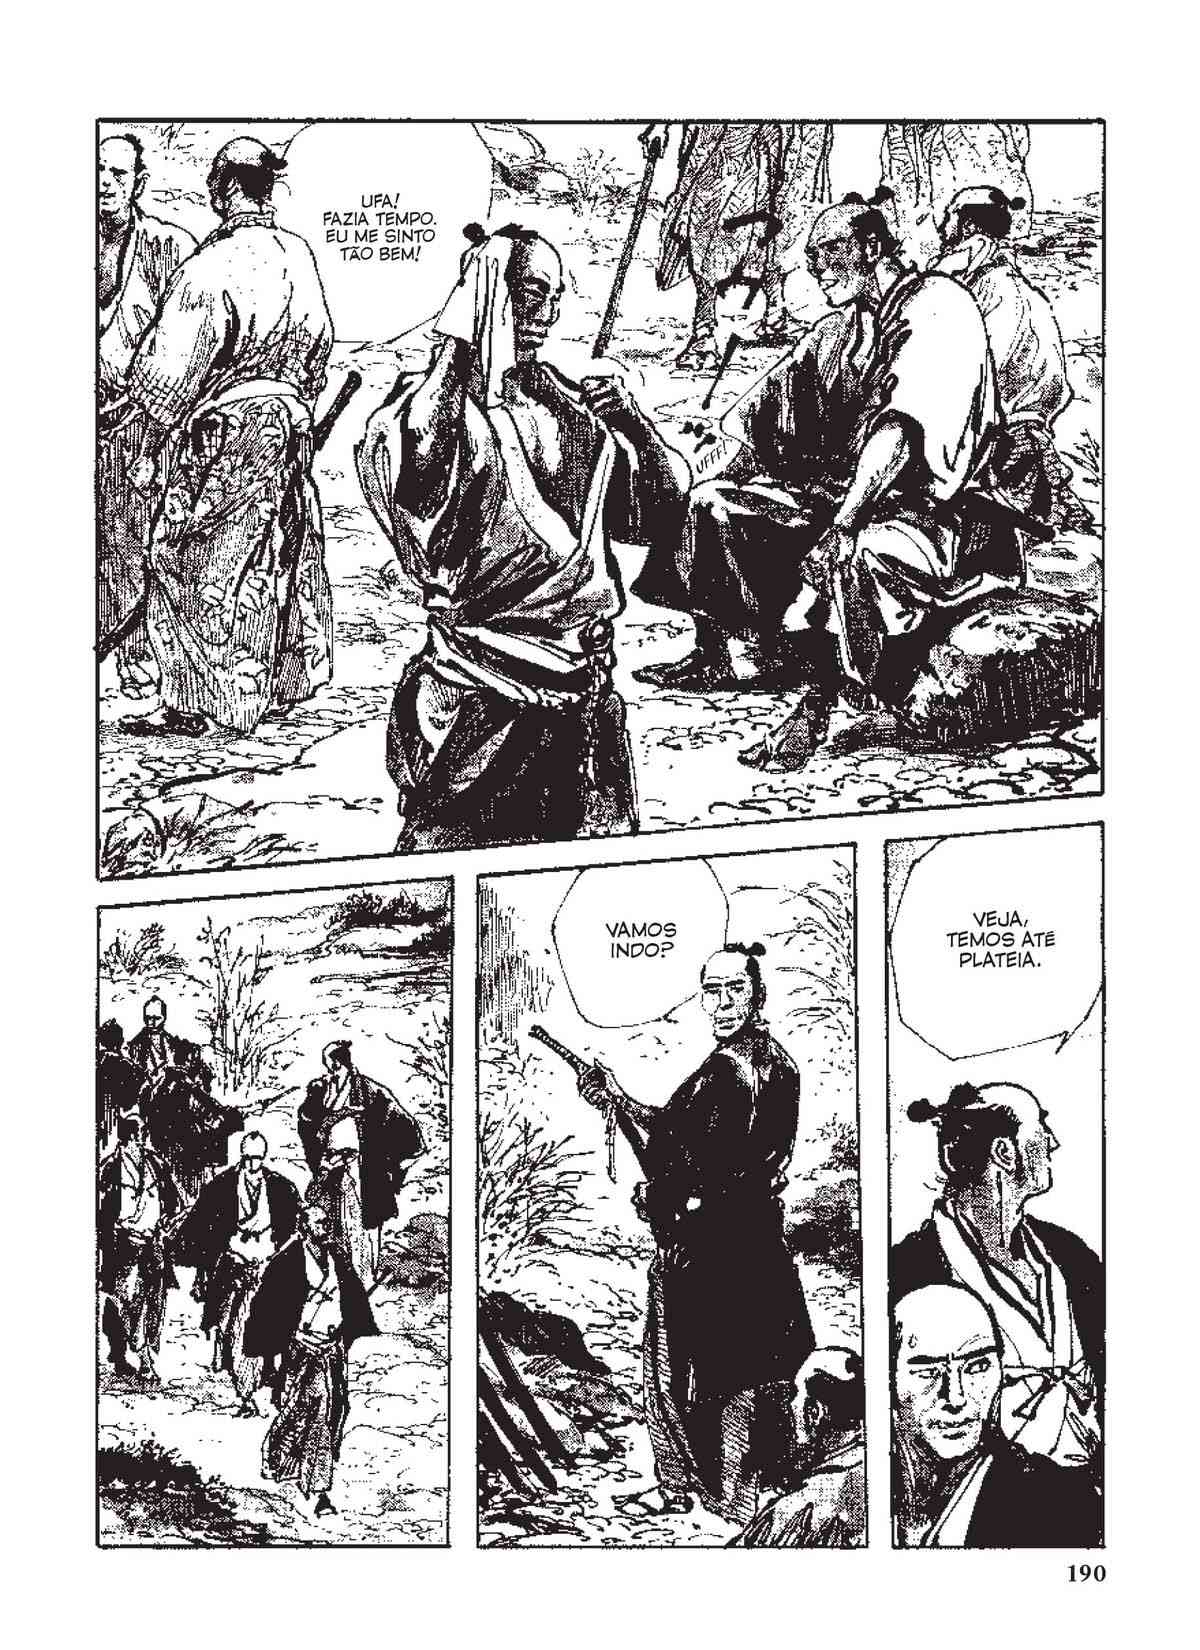 UFA!
FAZIA TEMPO.
EU ME SINTO
TÃO BEM!
UFFF!
VAMOS
INDO?
VEJA,
TEMOS ATÉ
PLATEIA.
190